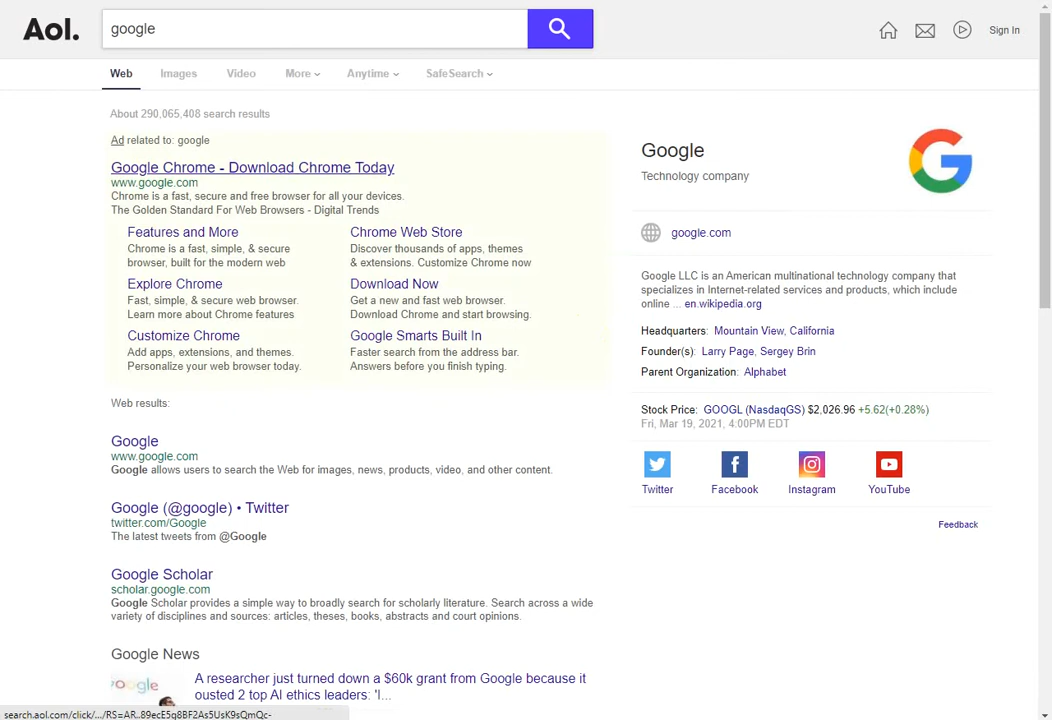 Aol.
google
Sign In
Web
Images
Video
More
Anytime
SafeSearch
About 290,065,408 search results
Ad related to: google
Google Chrome - Download Chrome Today
www.google.com
Chrome is a fast, secure and free browser for all your devices.
The Golden Standard For Web Browsers - Digital Trends
Features and More
Chrome is a fast, simple, & secure
browser, built for the modern web
Chrome Web Store
Discover thousands of apps, themes
& extensions. Customize Chrome now
Explore Chrome
Fast, simple, & secure web browser.
Learn more about Chrome features
Download Now
Get a new and fast web browser.
Download Chrome and start browsing.
Customize Chrome
Add apps, extensions, and themes.
Personalize your web browser today.
Google Smarts Built In
Faster search from the address bar.
Answers before you finish typing.
Web results:
Google
www.google.com
Google allows users to search the Web for images, news, products, video, and other content.
Google (@google) • Twitter
twitter.com/Google
The latest tweets from @Google
Google Scholar
scholar.google.com
Google Scholar provides a simple way to broadly search for scholarly literature. Search across a wide
variety of disciplines and sources: articles, theses, books, abstracts and court opinions.
Google News
A researcher just turned down a $60k grant from Google because it
ousted 2 top AI ethics leaders: 'I...
Google
Technology company
google.com
Google LLC is an American multinational technology company that
specializes in Internet-related services and products, which include
online ... en.wikipedia.org
Headquarters: Mountain View, California
Founder(s): Larry Page, Sergey Brin
Parent Organization: Alphabet
Stock Price: GOOGL (NasdaqGS) $2,026.96 +5.62(+0.28%)
Fri, Mar 19, 2021, 4:00PM EDT
Twitter
Facebook
Instagram
YouTube
Feedback